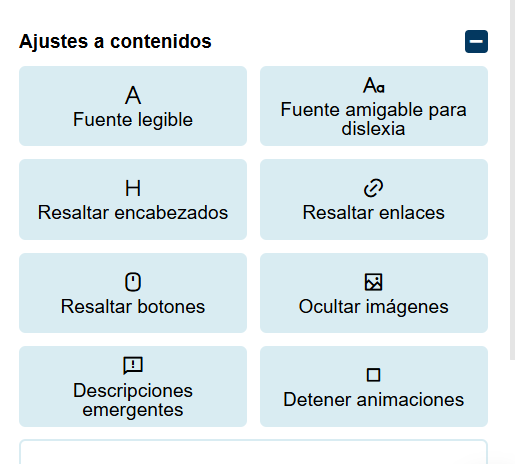 Ajustes a contenidos
Fuente legible
Fuente amigable para
dislexia
Resaltar encabezados
Resaltar enlaces
Resaltar botones
Ocultar imágenes
Descripciones
emergentes
Detener animaciones